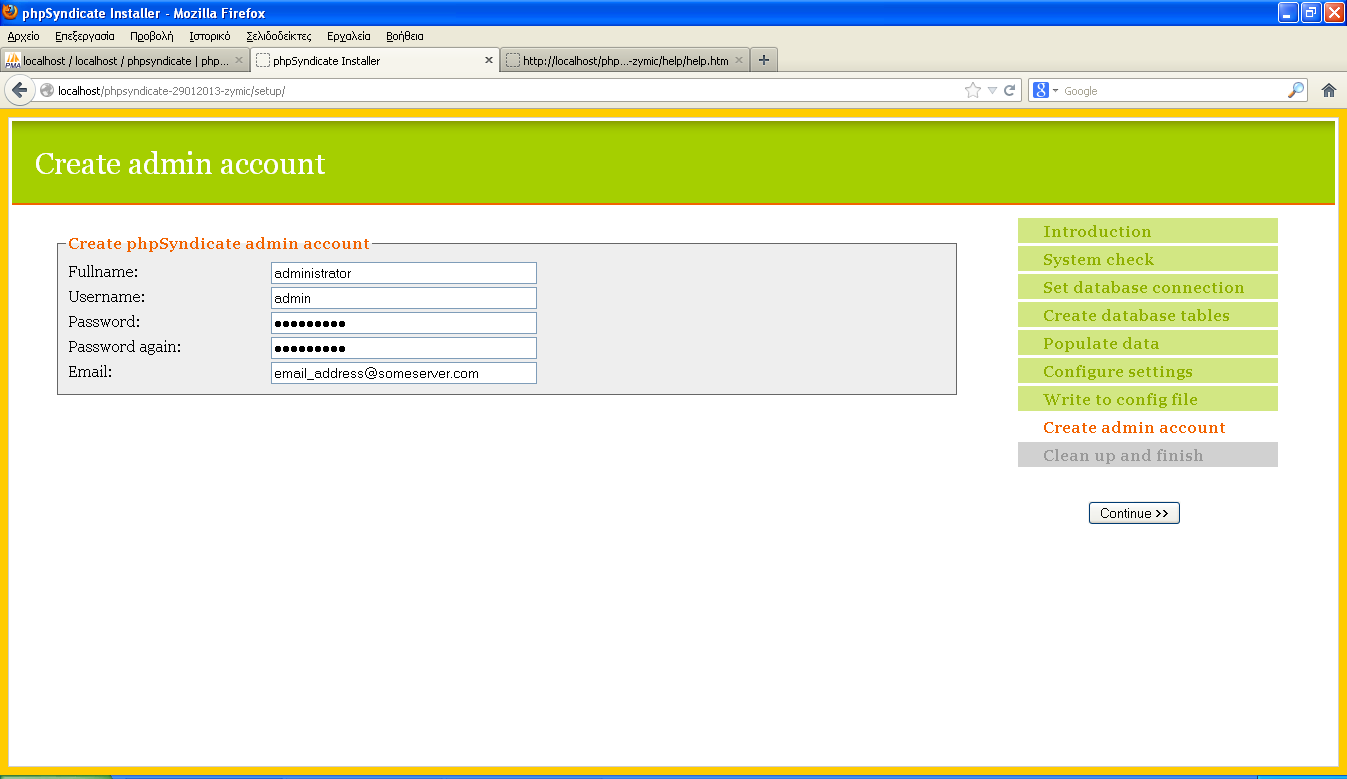 phpSyndicate Installer - Mozilla Firefox
Αρχείο Επεξεργασία Προβολή Ιστορικό Σελιδοδείκτες Εργαλεία Βοήθεια
PMA localhost / localhost / phpsyndicate | php... phpSyndicate Installer http://localhost/php...-zymic/help/help.htm
localhost/phpsyndicate-29012013-zymic/setup/ 8 Google
Create admin account
Create phpSyndicate admin account
Fullname: administrator
Username: admin
Password: ●●●●●●●●●
Password again: ●●●●●●●●●
Email: email_address@someserver.com
Introduction
System check
Set database connection
Create database tables
Populate data
Configure settings
Write to config file
Create admin account
Clean up and finish
Continue >>